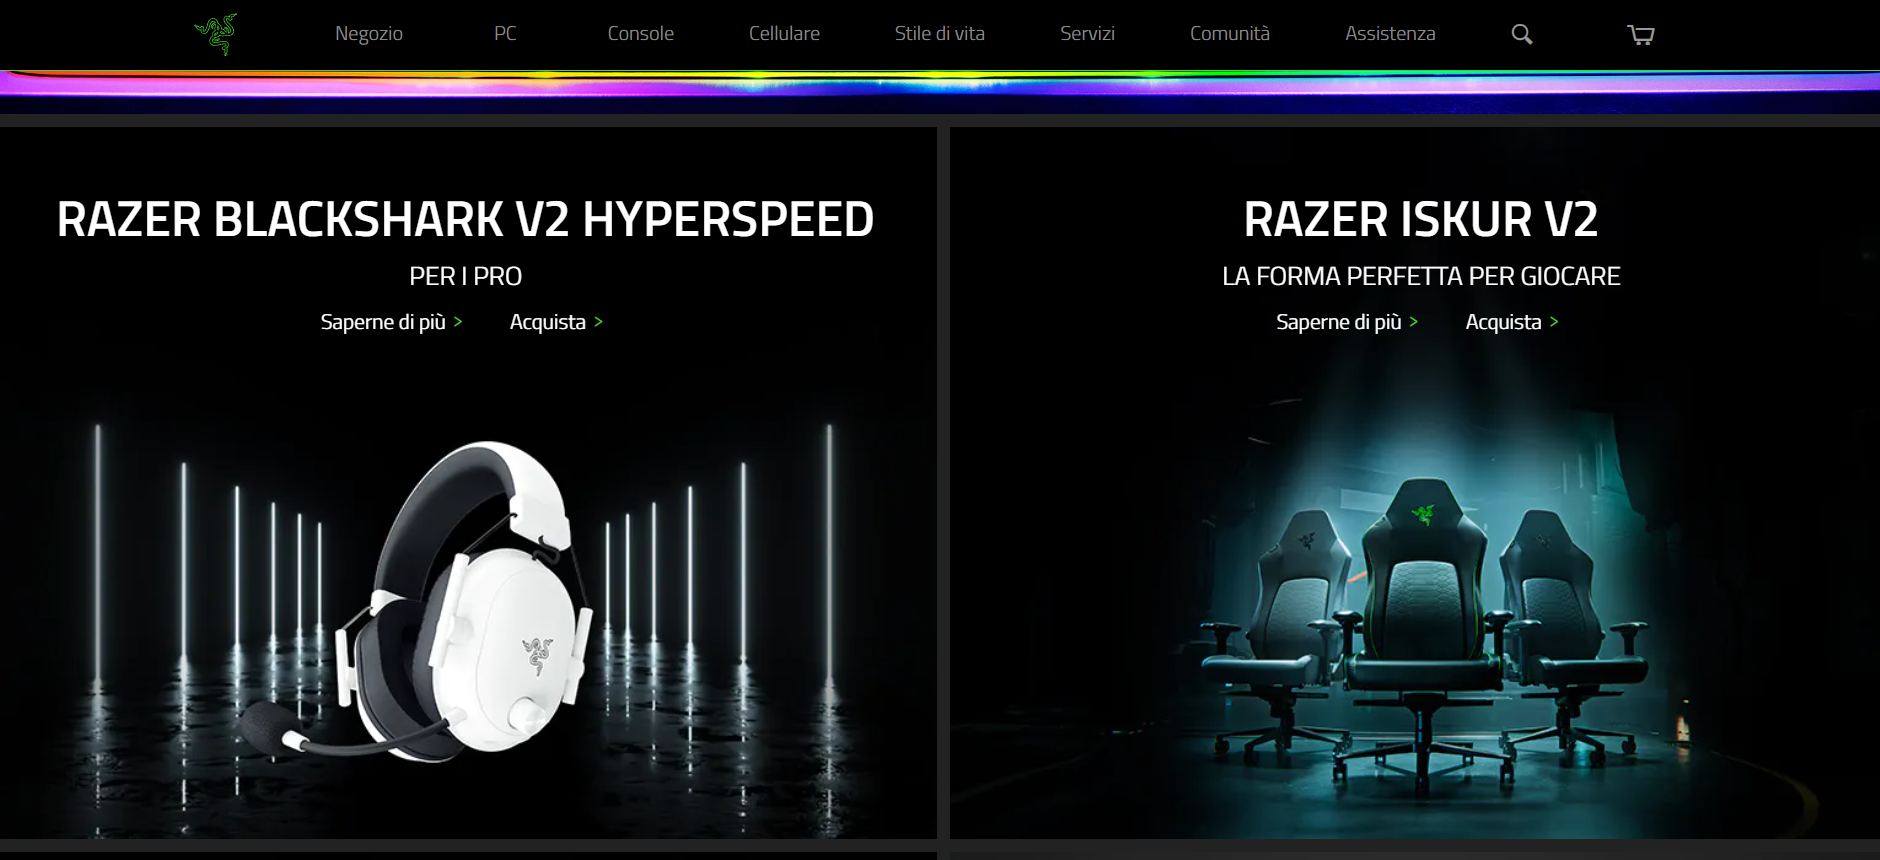 Negozio PC Console Cellulare Stile di vita Servizi Comunità Assistenza
RAZER BLACKSHARK V2 HYPERSPEED
PER I PRO
Saperne di più > Acquista >
RAZER ISKUR V2
LA FORMA PERFETTA PER GIOCARE
Saperne di più > Acquista >